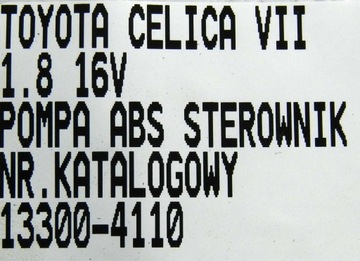 TOYOTA CELICA VII
1.8 16V
POMPA ABS STEROWNIK
NR.KATALOGOWY
13300-4110